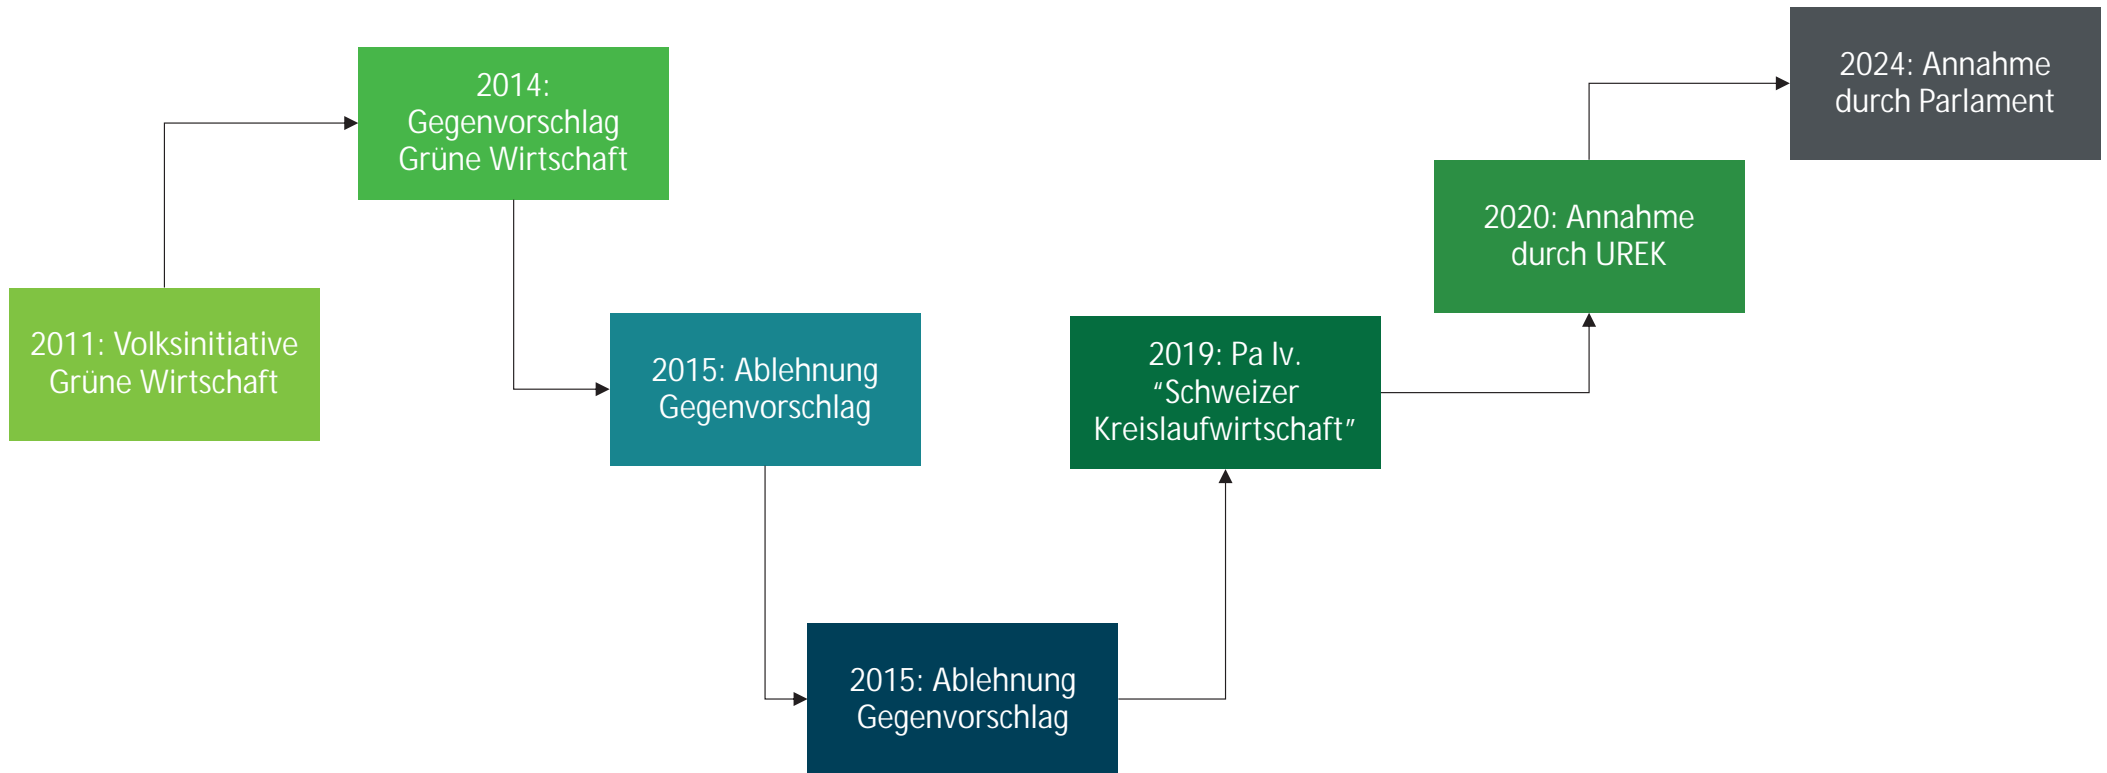 2011: Volksinitiative
Grüne Wirtschaft
2014:
Gegenvorschlag
Grüne Wirtschaft
2015: Ablehnung
Gegenvorschlag
2015: Ablehnung
Gegenvorschlag
2019: Pa Iv.
“Schweizer
Kreislaufwirtschaft”
2020: Annahme
durch UREK
2024: Annahme
durch Parlament